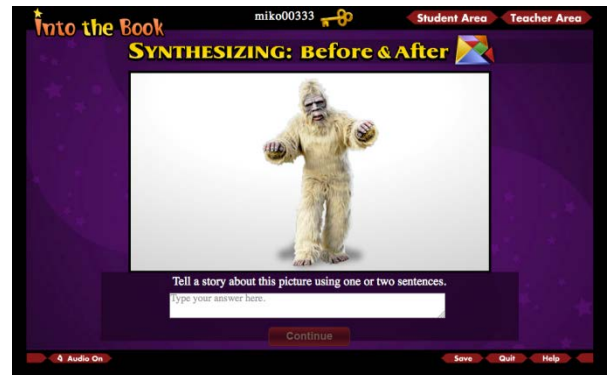 Into the Book
miko00333
Student Area
Teacher Area
SYNTHESIZING: Before & After
Tell a story about this picture using one or two sentences.
Type your answer here.
Continue
Audio On
Save
Quit
Help